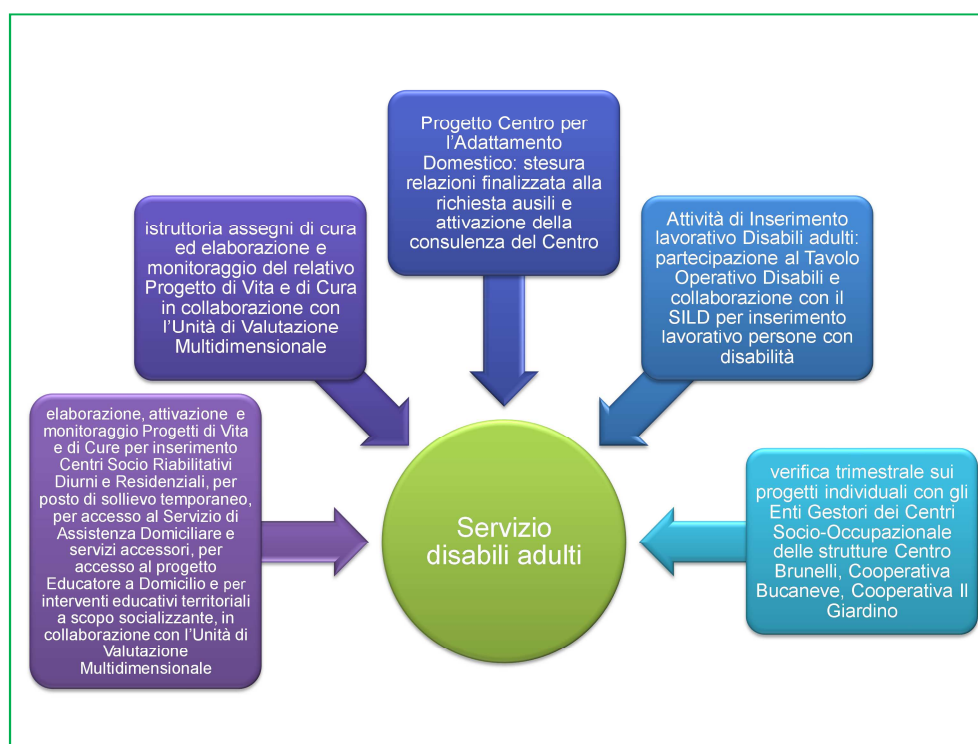 Progetto Centro per
l'Adattamento
Domestico: stesura
relazioni finalizzata alla
richiesta ausili e
attivazione della
consulenza del Centro
istruttoria assegni di cura
ed elaborazione e
monitoraggio del relativo
Progetto di Vita e di Cura
in collaborazione con
l'Unità di Valutazione
Multidimensionale
Attività di Inserimento
lavorativo Disabili adulti:
partecipazione al Tavolo
Operativo Disabili e
collaborazione con il
SILD per inserimento
lavorativo persone con
disabilità
elaborazione, attivazione e
monitoraggio Progetti di Vita
e di Cure per inserimento
Centri Socio Riabilitativi
Diurni e Residenziali, per
posto di sollievo temporaneo,
per accesso al Servizio di
Assistenza Domiciliare e
servizi accessori, per
accesso al progetto
Educatore a Domicilio e per
interventi educativi territoriali
a scopo socializzante, in
collaborazione con l'Unità di
Valutazione
Multidimensionale
Servizio
disabili adulti
verifica trimestrale sui
progetti individuali con gli
Enti Gestori dei Centri
Socio-Occupazionale
delle strutture Centro
Brunelli, Cooperativa
Bucaneve, Cooperativa Il
Giardino